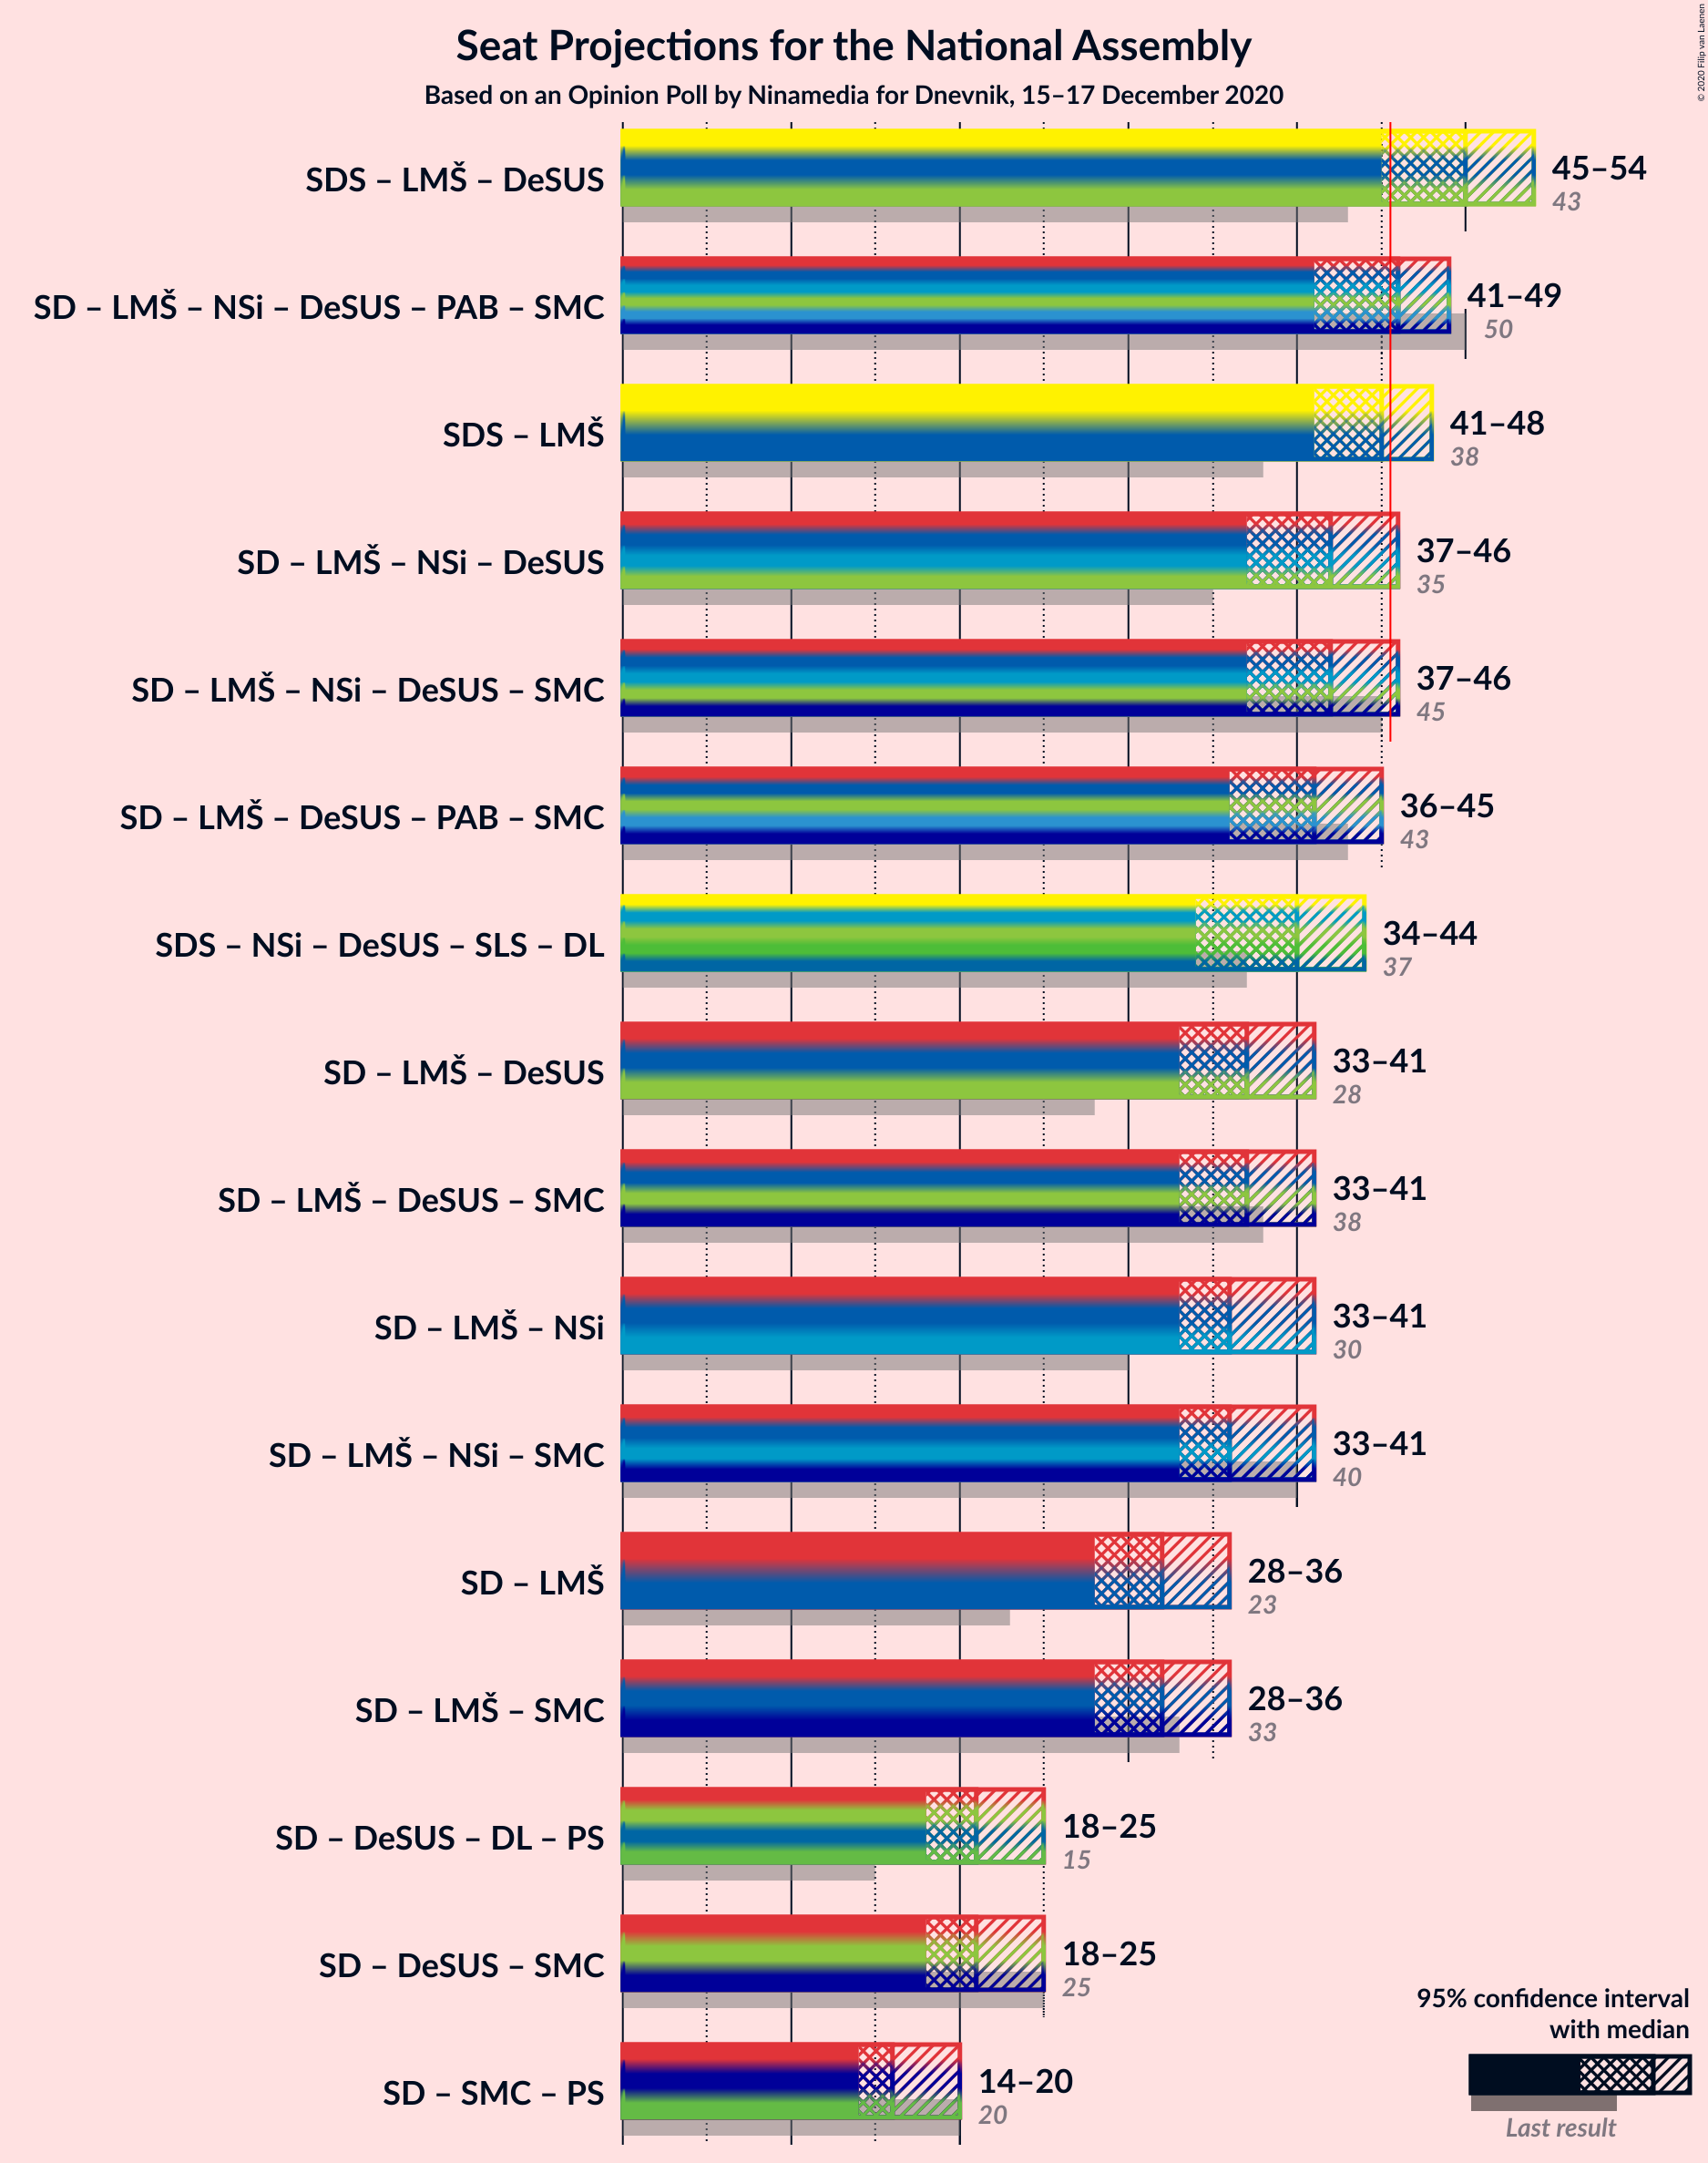 © 2020 Filip van Laenen
Seat Projections for the National Assembly
Based on an Opinion Poll by Ninamedia for Dnevnik, 15–17 December 2020
SDS – LMŠ – DeSUS
45–54
43
SD – LMŠ – NSi – DeSUS – PAB – SMC
41–49
50
SDS – LMŠ
41–48
38
SD – LMŠ – NSi – DeSUS
37–46
35
SD – LMŠ – NSi – DeSUS – SMC
37–46
45
SD – LMŠ – DeSUS – PAB – SMC
36–45
43
SDS – NSi – DeSUS – SLS – DL
34–44
37
SD – LMŠ – DeSUS
33–41
28
SD – LMŠ – DeSUS – SMC
33–41
38
SD – LMŠ – NSi
33–41
30
SD – LMŠ – NSi – SMC
33–41
40
SD – LMŠ
28–36
23
SD – LMŠ – SMC
28–36
33
SD – DeSUS – DL – PS
18–25
15
SD – DeSUS – SMC
18–25
25
SD – SMC – PS
14–20
20
95% confidence interval
with median
Last result